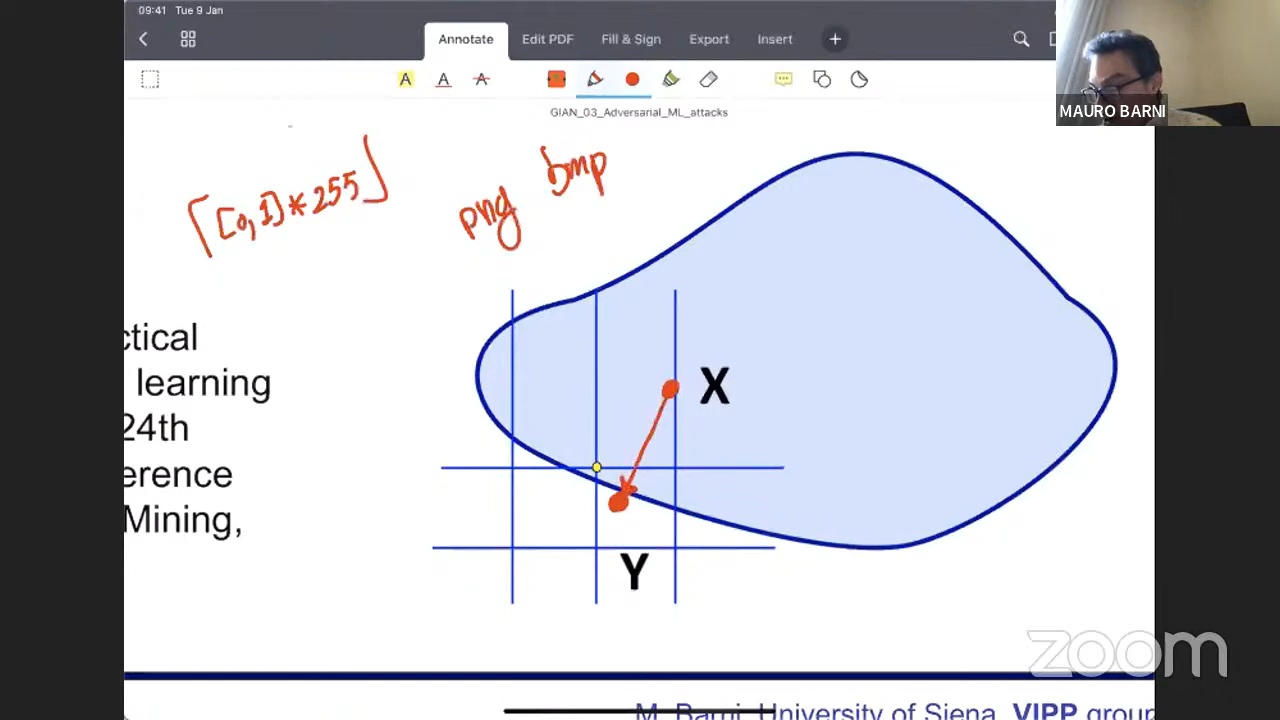 09:41 Tue 9 Jan
Annotate Edit PDF Fill & Sign Export Insert
A A A
GIAN_03_Adversarial_ML_attacks
MAURO BARNI
[[0,1]*255]
png bmp
ctical
learning
24th
erence
Mining,
X
Y
zoom
M. Barni, University of Siena, VIPP group